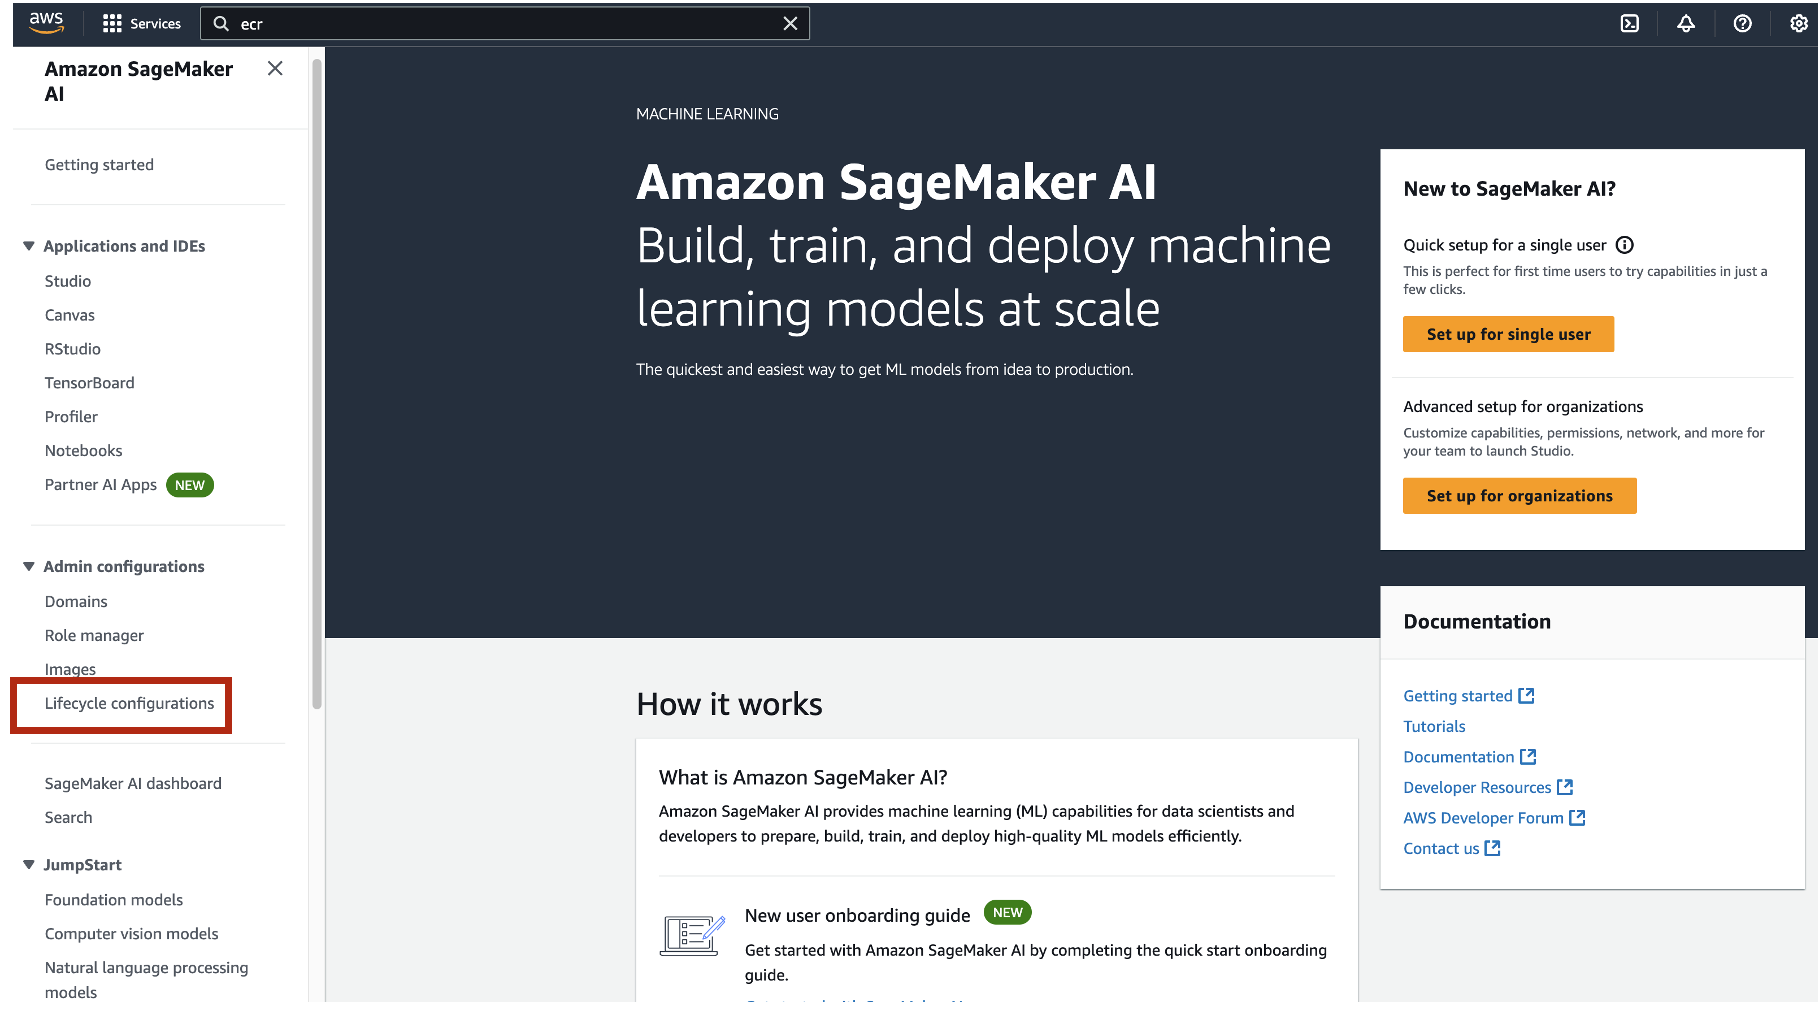 aws
Services
ecr
Amazon SageMaker
AI
Getting started
Applications and IDEs
Studio
Canvas
RStudio
TensorBoard
Profiler
Notebooks
Partner AI Apps NEW
Admin configurations
Domains
Role manager
Images
Lifecycle configurations
SageMaker AI dashboard
Search
JumpStart
Foundation models
Computer vision models
Natural language processing
models
MACHINE LEARNING
Amazon SageMaker AI
Build, train, and deploy machine
learning models at scale
The quickest and easiest way to get ML models from idea to production.
New to SageMaker AI?
Quick setup for a single user
This is perfect for first time users to try capabilities in just a
few clicks.
Set up for single user
Advanced setup for organizations
Customize capabilities, permissions, network, and more for
your team to launch Studio.
Set up for organizations
How it works
What is Amazon SageMaker AI?
Amazon SageMaker AI provides machine learning (ML) capabilities for data scientists and
developers to prepare, build, train, and deploy high-quality ML models efficiently.
New user onboarding guide NEW
Get started with Amazon SageMaker AI by completing the quick start onboarding
guide.
Documentation
Getting started
Tutorials
Documentation
Developer Resources
AWS Developer Forum
Contact us